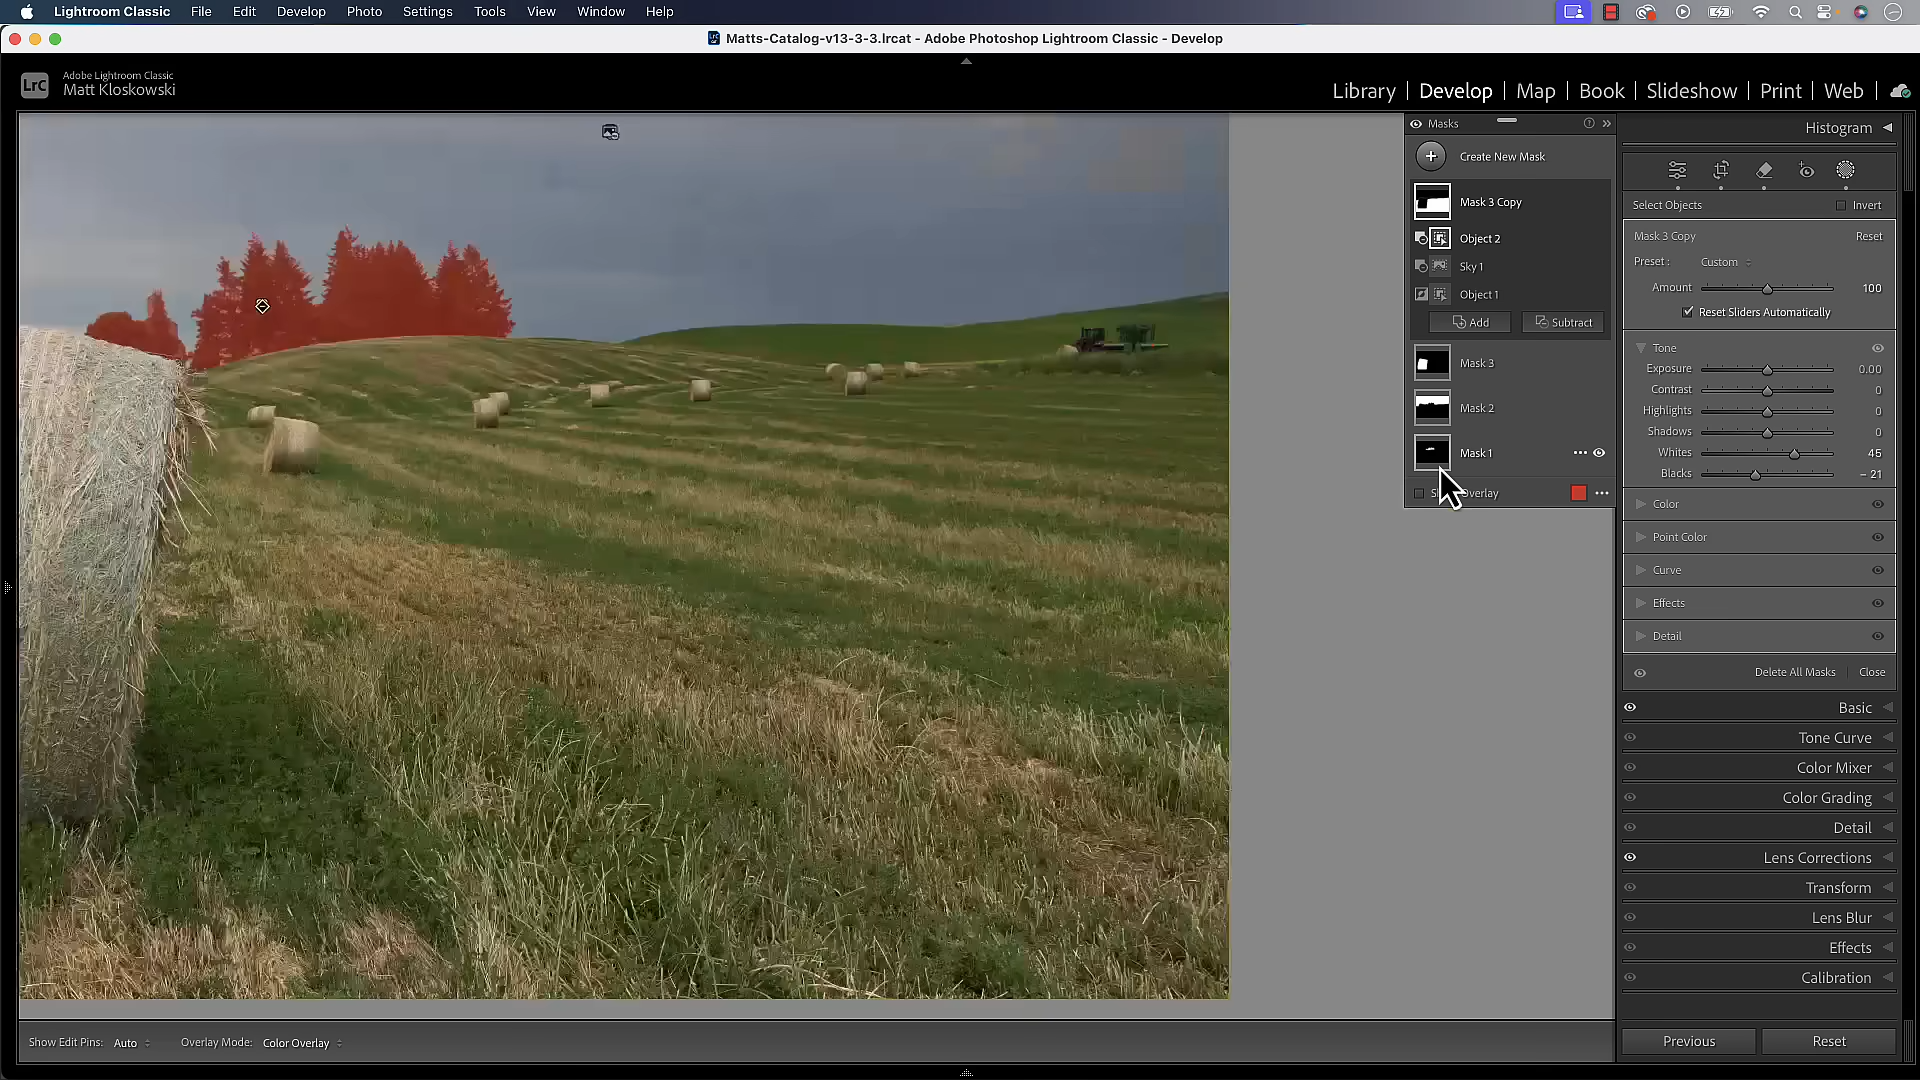 Lightroom Classic File Edit Develop Photo Settings Tools View Window Help
Matts-Catalog-v13-3-3.lrcat - Adobe Photoshop Lightroom Classic - Develop
LrC
Adobe Lightroom Classic
Matt Kloskowski
Library | Develop | Map | Book | Slideshow | Print | Web
Masks
Create New Mask
Mask 3 Copy
Object 2
Sky 1
Object 1
Add Subtract
Mask 3
Mask 2
Mask 1
Overlay
Histogram
Select Objects Invert
Mask 3 Copy Reset
Preset : Custom
Amount 100
Reset Sliders Automatically
Tone
Exposure 0.00
Contrast 0
Highlights 0
Shadows 0
Whites 45
Blacks – 21
Color
Point Color
Curve
Effects
Detail
Delete All Masks Close
Basic
Tone Curve
Color Mixer
Color Grading
Detail
Lens Corrections
Transform
Lens Blur
Effects
Calibration
Show Edit Pins: Auto Overlay Mode: Color Overlay
Previous Reset